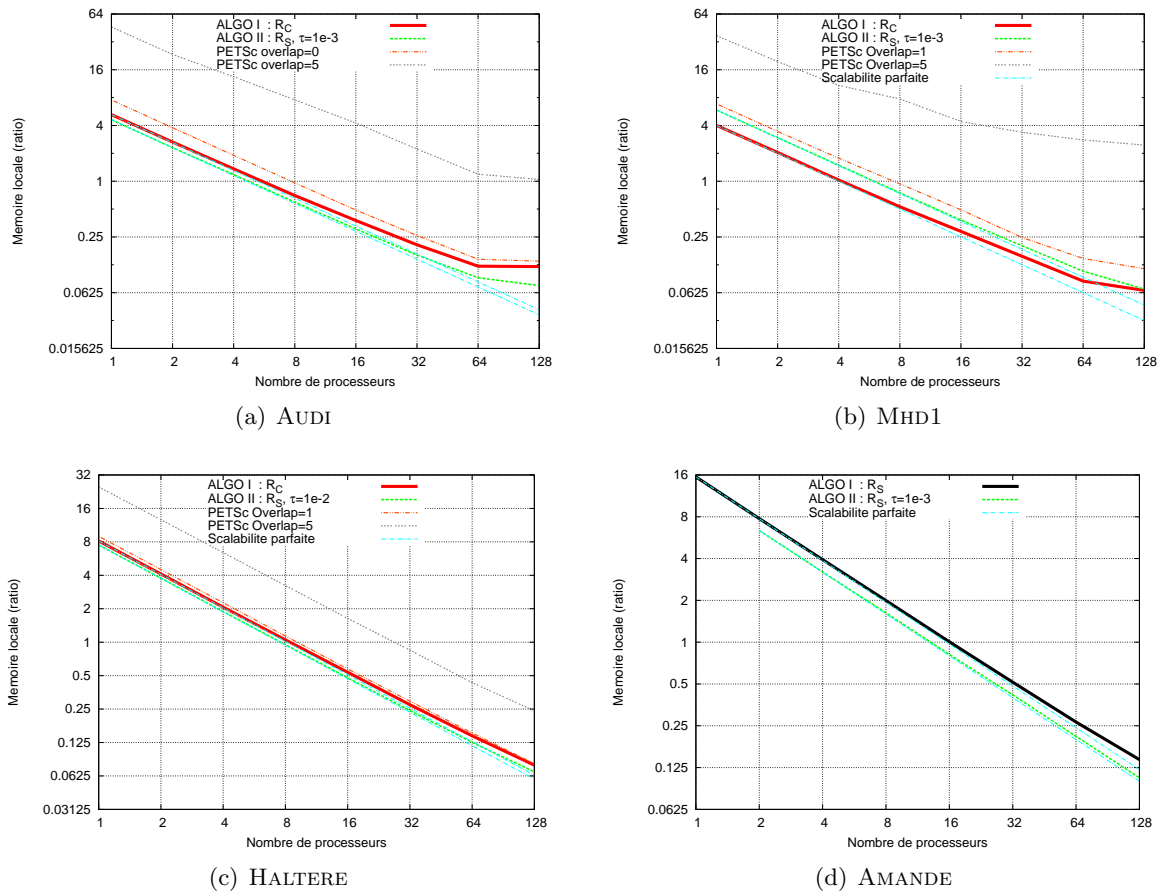 64
16
4
1
0.25
0.0625
0.015625
1 2 4 8 16 32 64 128
Memoire locale (ratio)
Nombre de processeurs
ALGO I : R_C
ALGO II : R_S, τ=1e-3
PETSc overlap=0
PETSc overlap=5
(a) AUDI
64
16
4
1
0.25
0.0625
0.015625
1 2 4 8 16 32 64 128
Memoire locale (ratio)
Nombre de processeurs
ALGO I : R_C
ALGO II : R_S, τ=1e-3
PETSc Overlap=1
PETSc overlap=5
Scalabilite parfaite
(b) MHD1
32
16
8
4
2
1
0.5
0.25
0.125
0.0625
0.03125
1 2 4 8 16 32 64 128
Memoire locale (ratio)
Nombre de processeurs
ALGO I : R_C
ALGO II : R_S, τ=1e-2
PETSc Overlap=1
PETSc Overlap=5
Scalabilite parfaite
(c) HALTERE
16
8
4
2
1
0.5
0.25
0.125
0.0625
1 2 4 8 16 32 64 128
Memoire locale (ratio)
Nombre de processeurs
ALGO I : R_S
ALGO II : R_S, τ=1e-3
Scalabilite parfaite
(d) AMANDE